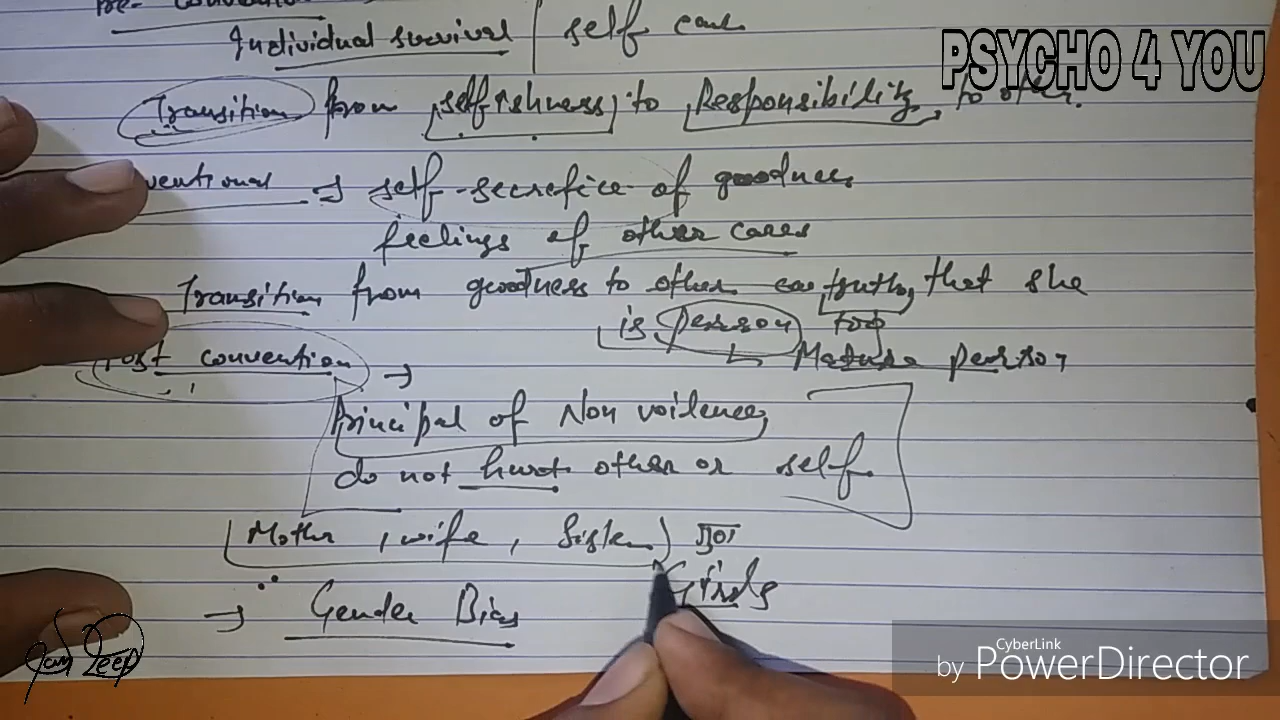 Pre-
Individual survival | self care
PSYCHO 4 YOU
Transition from selfishness to Responsibility to other.
ventional ⇒ self-secrefice of goodness
feelings of other cares
Transition from goodness to other truth, that she
is person too
↳ Mature person
Post convention →
Principal of Non voilence,
do not hurt other or self.
(Mother, wife, Sister)
Girls
→ Gender Bias
CyberLink
by PowerDirector